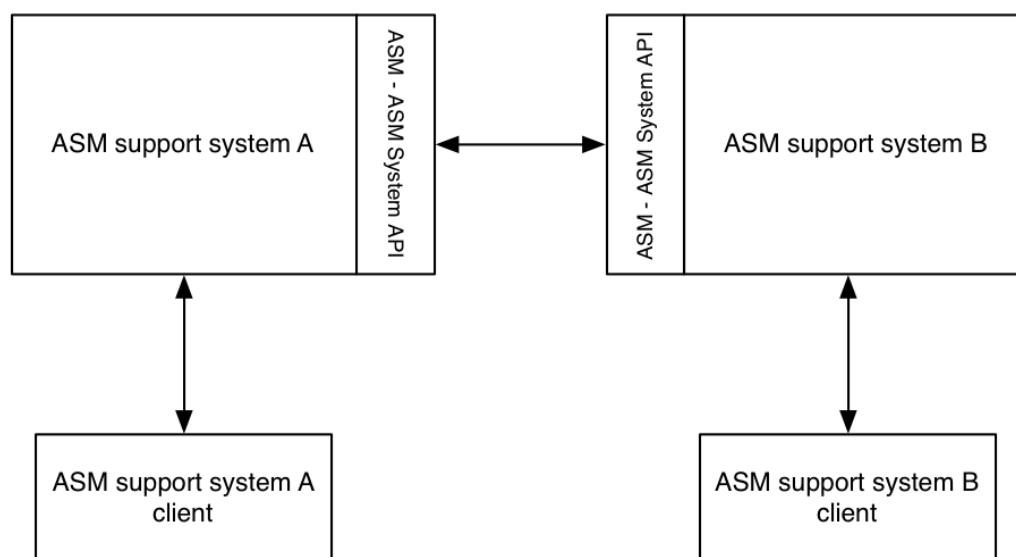 ASM support system A
ASM - ASM System API
ASM - ASM System API
ASM support system B
ASM support system A
client
ASM support system B
client